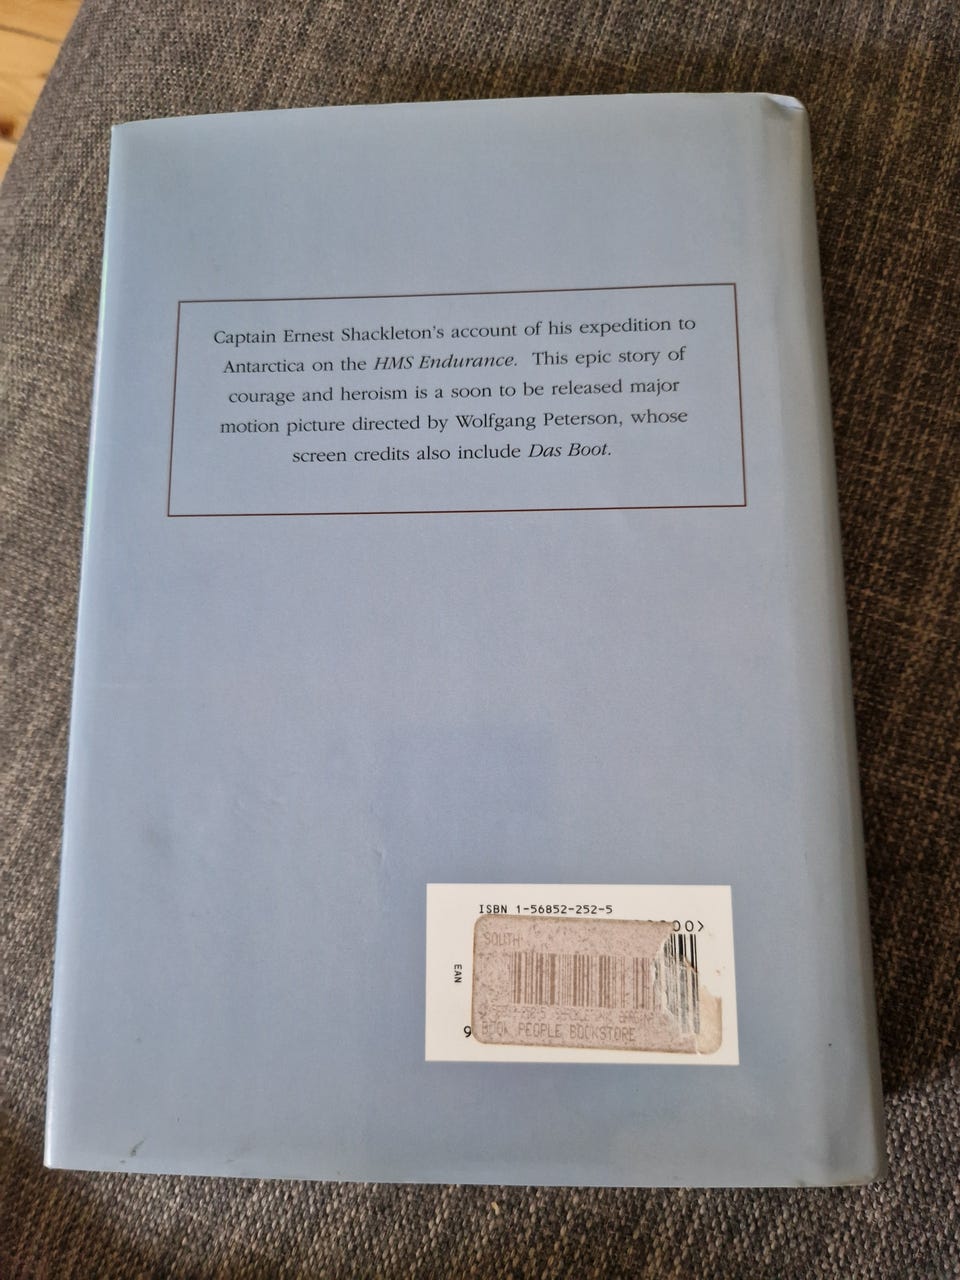 Captain Ernest Shackleton's account of his expedition to
Antarctica on the HMS Endurance. This epic story of
courage and heroism is a soon to be released major
motion picture directed by Wolfgang Peterson, whose
screen credits also include Das Boot.
ISBN 1-56852-252-5
00>
SOUTH
EAN
9
BOOK PEOPLE BOOKSTORE